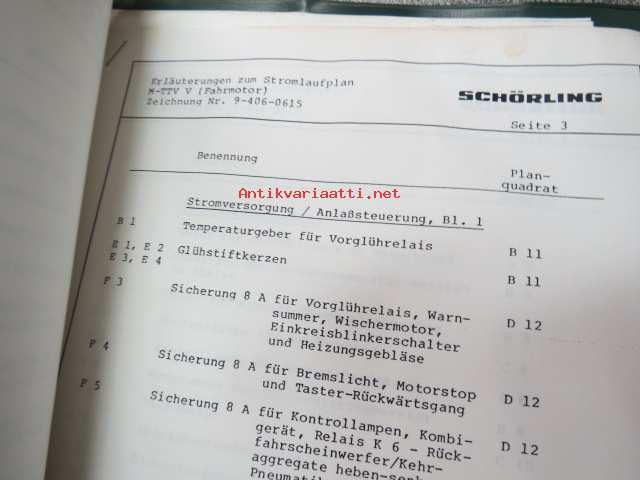 Erläuterungen zum Stromlaufplan
M-TTV V (Fahrmotor)
Zeichnung Nr. 9-406-0615
SCHÖRLING
Seite 3
Benennung
Plan-
quadrat
Antikvariaatti.net
Stromversorgung / Anlaßsteuerung, Bl. 1
B 1 Temperaturgeber für Vorglührelais B 11
E 1, E 2 Glühstiftkerzen B 11
E 3, E 4
F 3 Sicherung 8 A für Vorglührelais, Warn- D 12
summer, Wischermotor,
Einkreisblinkerschalter
und Heizungsgebläse
F 4 Sicherung 8 A für Bremslicht, Motorstop D 12
und Taster-Rückwärtsgang
F 5 Sicherung 8 A für Kontrollampen, Kombi- D 12
gerät, Relais K 6 - Rück-
fahrscheinwerfer/Kehr-
aggregate heben-